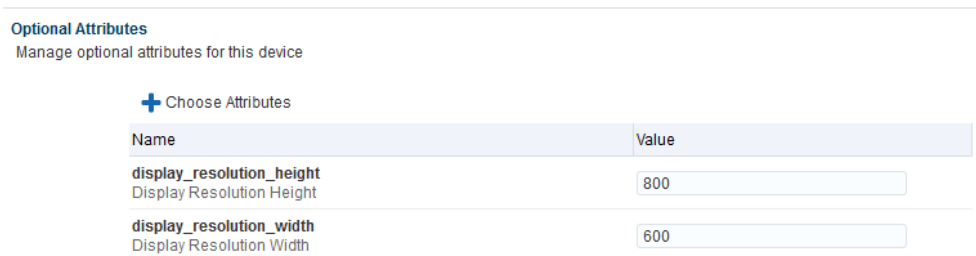 Optional Attributes
Manage optional attributes for this device
Choose Attributes
Name Value
display_resolution_height
Display Resolution Height
800
display_resolution_width
Display Resolution Width
600